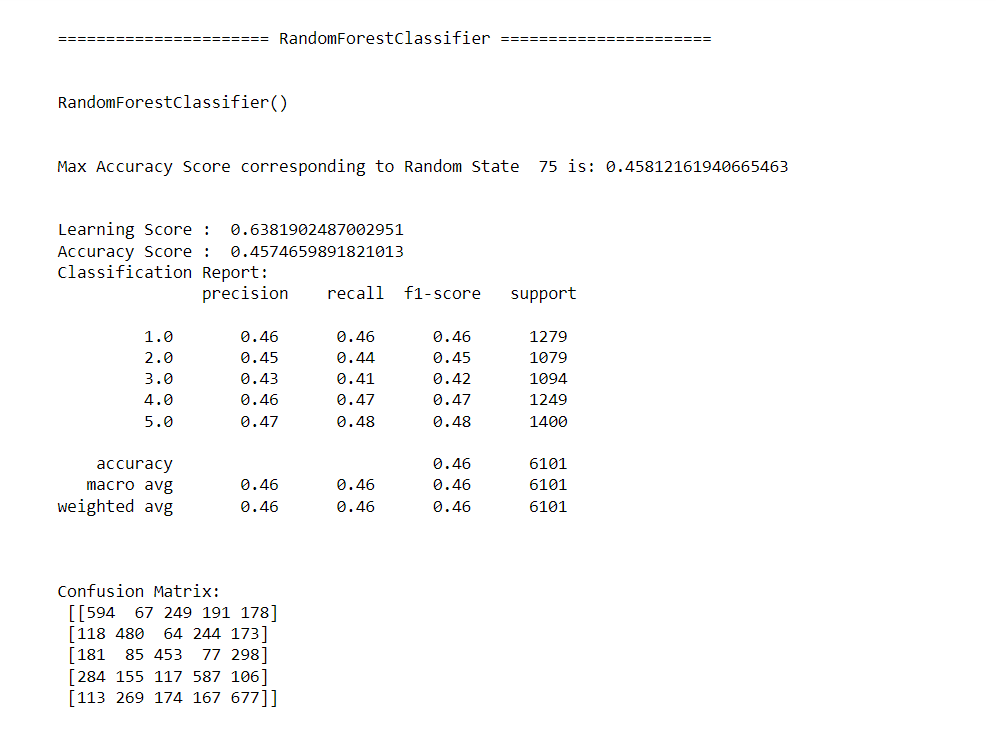 ====================== RandomForestClassifier ======================
RandomForestClassifier()
Max Accuracy Score corresponding to Random State  75 is: 0.45812161940665463
Learning Score :  0.6381902487002951
Accuracy Score :  0.4574659891821013
Classification Report:
               precision    recall  f1-score   support
         1.0       0.46      0.46      0.46      1279
         2.0       0.45      0.44      0.45      1079
         3.0       0.43      0.41      0.42      1094
         4.0       0.46      0.47      0.47      1249
         5.0       0.47      0.48      0.48      1400
    accuracy                           0.46      6101
   macro avg       0.46      0.46      0.46      6101
weighted avg       0.46      0.46      0.46      6101
Confusion Matrix:
 [[594  67 249 191 178]
 [118 480  64 244 173]
 [181  85 453  77 298]
 [284 155 117 587 106]
 [113 269 174 167 677]]